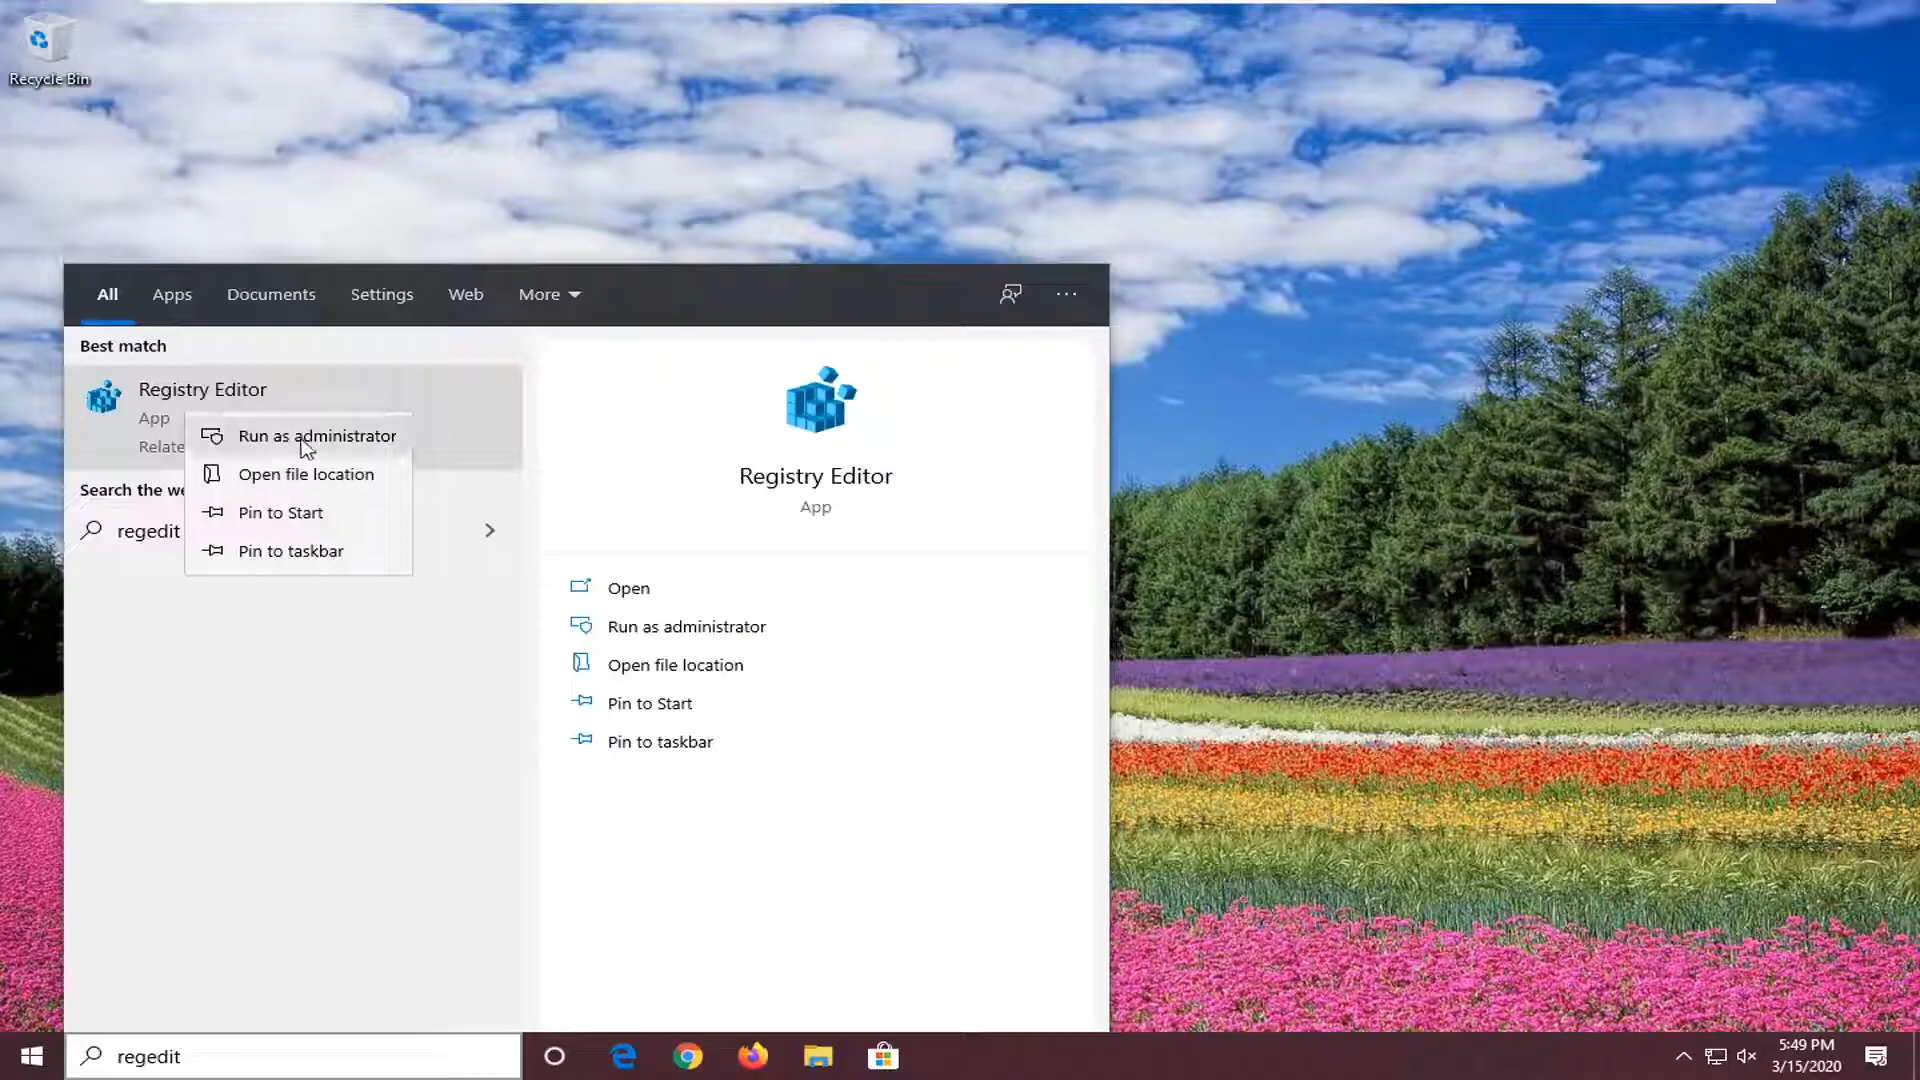 Recycle Bin
All
Apps
Documents
Settings
Web
More
Best match
Registry Editor
App
Relate
Run as administrator
Open file location
Pin to Start
Pin to taskbar
Search the we
regedit
Registry Editor
App
Open
Run as administrator
Open file location
Pin to Start
Pin to taskbar
regedit
5:49 PM
3/15/2020